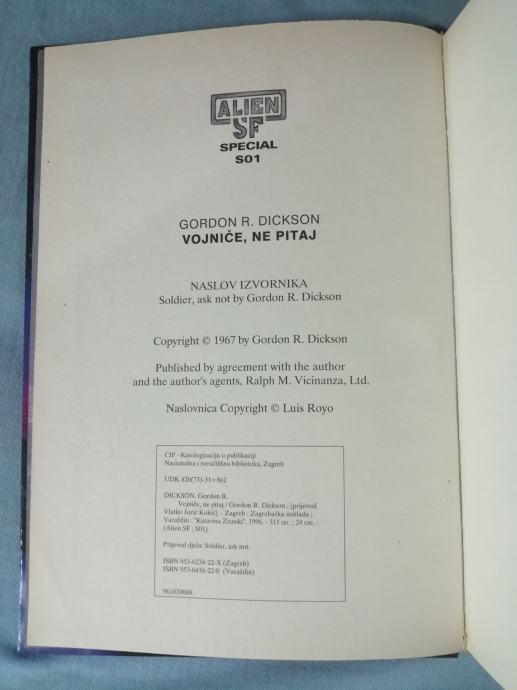 ALIEN
SF
SPECIAL
S01
GORDON R. DICKSON
VOJNIČE, NE PITAJ
NASLOV IZVORNIKA
Soldier, ask not by Gordon R. Dickson
Copyright © 1967 by Gordon R. Dickson
Published by agreement with the author
and the author's agents, Ralph M. Vicinanza, Ltd.
Naslovnica Copyright © Luis Royo
CIP - Katologizacija u publikaciji
Nacionalna i sveučilišna biblioteka, Zagreb
UDK 820(73)-31=862
DICKSON, Gordon R.
Vojniče, ne pitaj / Gordon R. Dickson ; [prijevod
Vlatko Jurić Kokić]. - Zagreb : Zagrebačka naklada ;
Varaždin : "Katarina Zrinski", 1996. - 311 str. ; 24 cm. -
(Alien SF ; S01)
Prijevod djela: Soldier, ask not.
ISBN 953-6234-22-X (Zagreb)
ISBN 953-6416-22-0 (Varaždin)
961030048